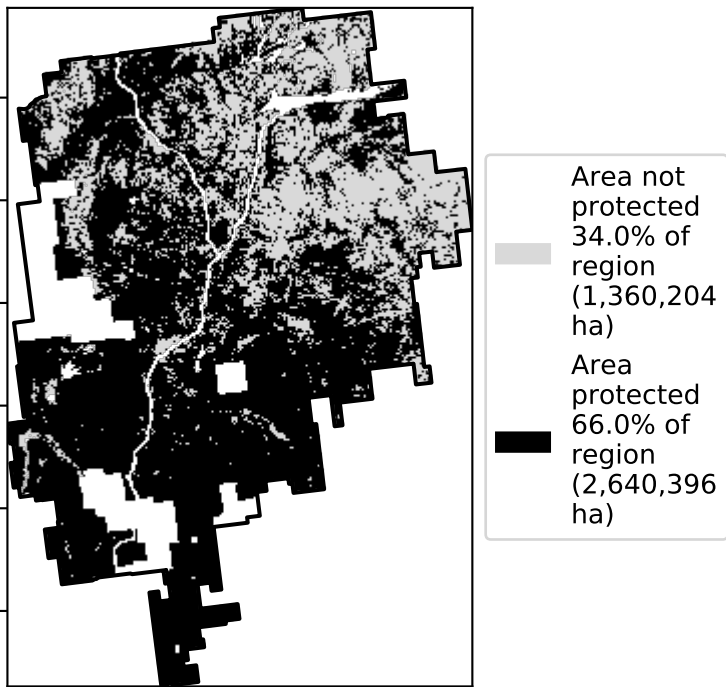 Area not
protected
34.0% of
region
(1,360,204
ha)
Area
protected
66.0% of
region
(2,640,396
ha)